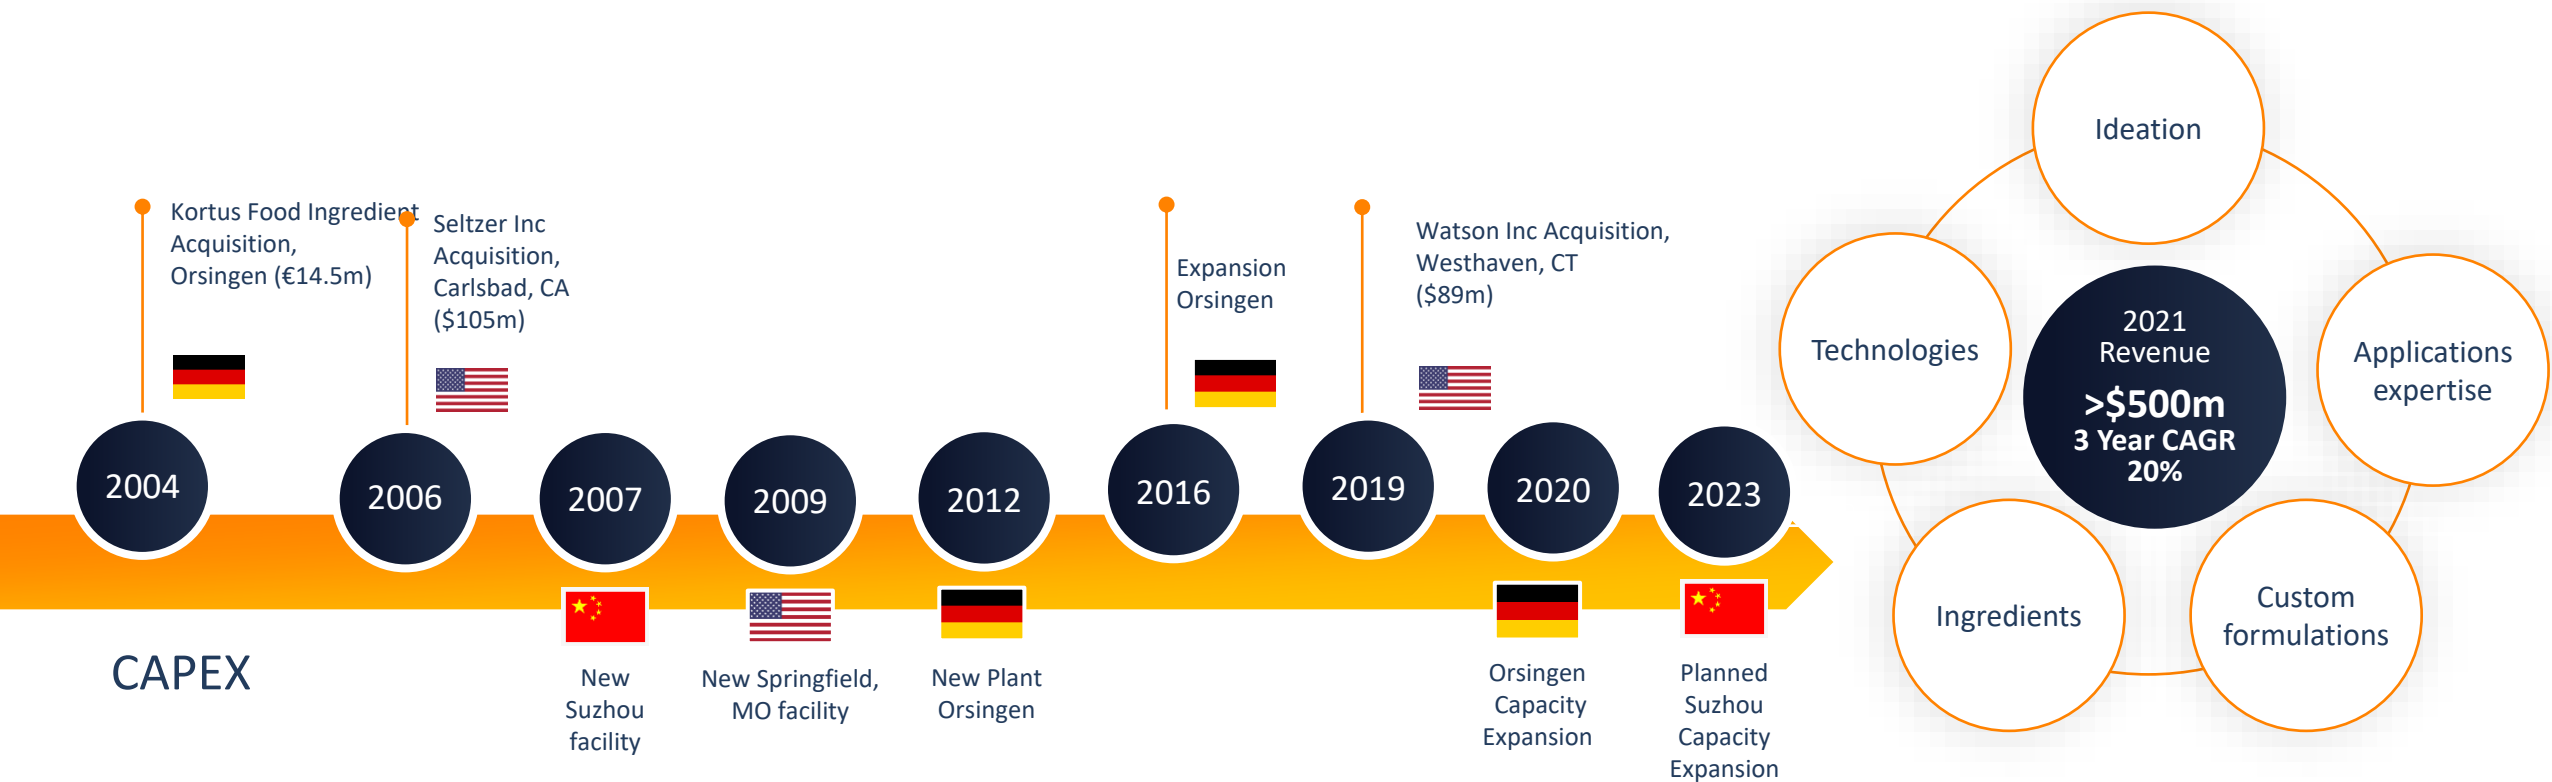 Kortus Food Ingredient
Acquisition,
Orsingen (€14.5m)
Seltzer Inc
Acquisition,
Carlsbad, CA
($105m)
Expansion
Orsingen
Watson Inc Acquisition,
Westhaven, CT
($89m)
2004
2006
2007
2009
2012
2016
2019
2020
2023
CAPEX
New
Suzhou
facility
New Springfield,
MO facility
New Plant
Orsingen
Orsingen
Capacity
Expansion
Planned
Suzhou
Capacity
Expansion
Ideation
Technologies
2021
Revenue
>$500m
3 Year CAGR
20%
Applications
expertise
Ingredients
Custom
formulations